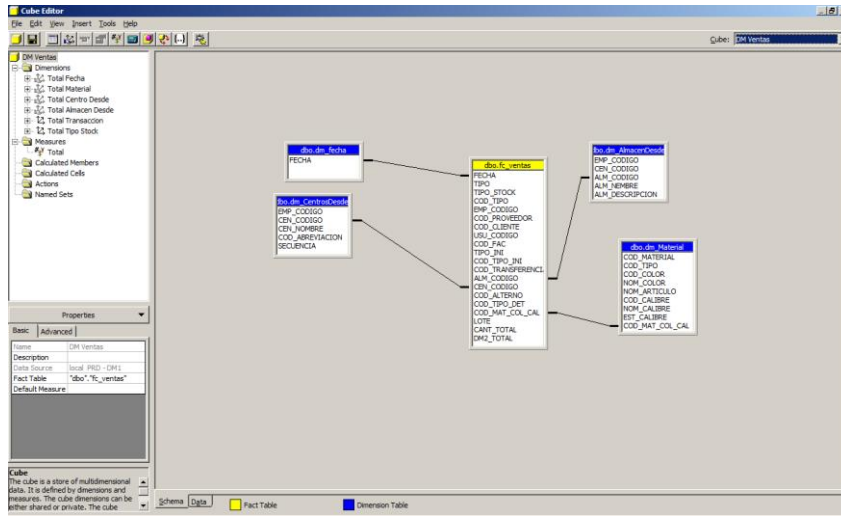 Cube Editor
File Edit View Insert Tools Help
Cube: DM Ventas
DM Ventas
Dimensions
Total Fecha
Total Material
Total Centro Desde
Total Almacen Desde
Total Transaccion
Total Tipo Stock
Measures
Total
Calculated Members
Calculated Cells
Actions
Named Sets
Properties
Basic Advanced
Name DM Ventas
Description
Data Source local PRD - DM1
Fact Table "dbo"."fc_ventas"
Default Measure
Cube
The cube is a store of multidimensional
data. It is defined by dimensions and
measures. The cube dimensions can be
either shared or private. The cube
dbo.dm_fecha
FECHA
dbo.dm_CentrosDesde
EMP_CODIGO
CEN_CODIGO
CEN_NOMBRE
COD_ABREVIACION
SECUENCIA
dbo.fc_ventas
FECHA
TIPO
TIPO_STOCK
COD_TIPO
EMP_CODIGO
COD_PROVEEDOR
COD_CLIENTE
USU_CODIGO
COD_FAC
TIPO_INI
COD_TIPO_INI
COD_TRANSFERENCI
ALM_CODIGO
CEN_CODIGO
COD_ALTERNO
COD_TIPO_DET
COD_MAT_COL_CAL
LOTE
CANT_TOTAL
DM2_TOTAL
dbo.dm_AlmacenDesde
EMP_CODIGO
CEN_CODIGO
ALM_CODIGO
ALM_NEMBRE
ALM_DESCRIPCION
dbo.dm_Material
COD_MATERIAL
COD_TIPO
COD_COLOR
NOM_COLOR
NOM_ARTICULO
COD_CALIBRE
NOM_CALIBRE
EST_CALIBRE
COD_MAT_COL_CAL
Schema Data Fact Table Dimension Table